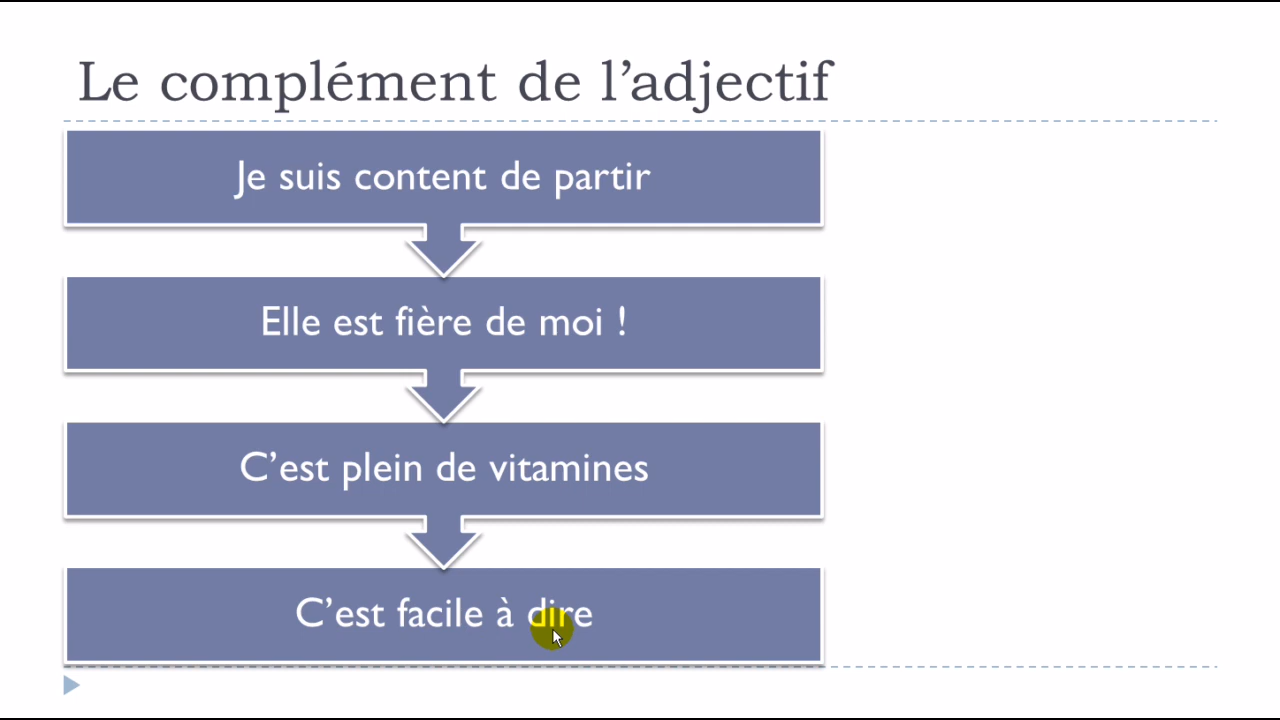 Le complément de l’adjectif
Je suis content de partir
Elle est fière de moi !
C’est plein de vitamines
C’est facile à dire